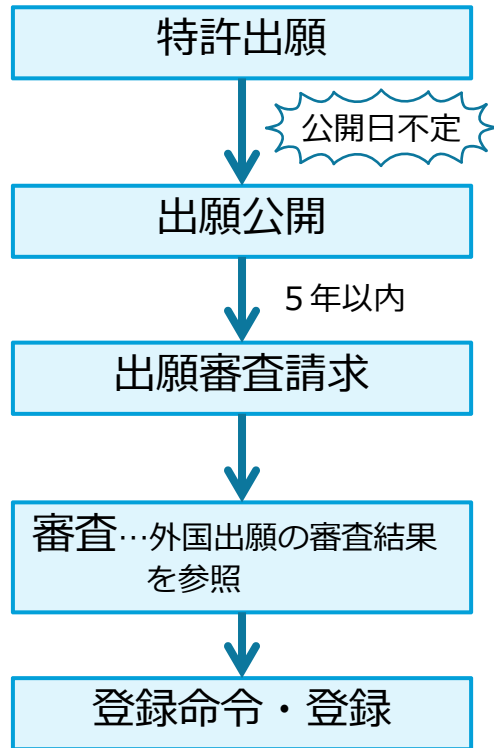 特許出願
公開日不定
出願公開
５年以内
出願審査請求
審査…外国出願の審査結果
を参照
登録命令・登録